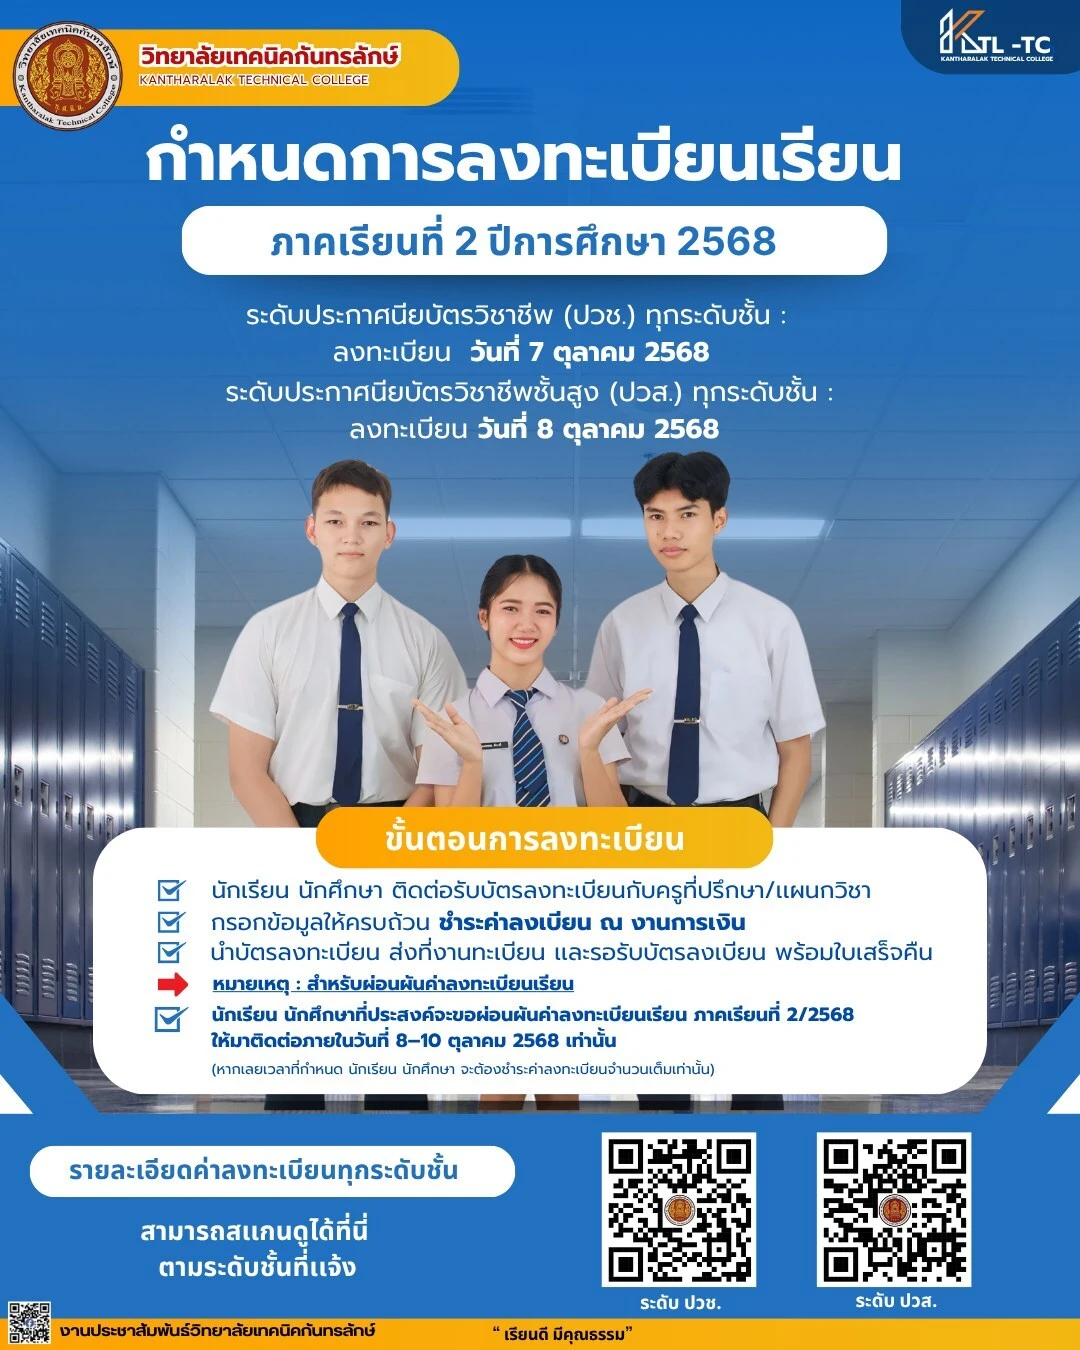 วิทยาลัยเทคนิคกันทรลักษ์
KANTHARALAK TECHNICAL COLLEGE
วิทยาลัยเทคนิคกันทรลักษ์
Kantharalak Technical College
KTL -TC
KANTHARALAK TECHNICAL COLLEGE
กำหนดการลงทะเบียนเรียน
ภาคเรียนที่ 2 ปีการศึกษา 2568
ระดับประกาศนียบัตรวิชาชีพ (ปวช.) ทุกระดับชั้น :
ลงทะเบียน วันที่ 7 ตุลาคม 2568
ระดับประกาศนียบัตรวิชาชีพชั้นสูง (ปวส.) ทุกระดับชั้น :
ลงทะเบียน วันที่ 8 ตุลาคม 2568
ขั้นตอนการลงทะเบียน
นักเรียน นักศึกษา ติดต่อรับบัตรลงทะเบียนกับครูที่ปรึกษา/แผนกวิชา
กรอกข้อมูลให้ครบถ้วน ชำระค่าลงเบียน ณ งานการเงิน
นำบัตรลงทะเบียน ส่งที่งานทะเบียน และรอรับบัตรลงเบียน พร้อมใบเสร็จคืน
หมายเหตุ : สำหรับผ่อนผันค่าลงทะเบียนเรียน
นักเรียน นักศึกษาที่ประสงค์จะขอผ่อนผันค่าลงทะเบียนเรียน ภาคเรียนที่ 2/2568
ให้มาติดต่อภายในวันที่ 8–10 ตุลาคม 2568 เท่านั้น
(หากเลยเวลาที่กำหนด นักเรียน นักศึกษา จะต้องชำระค่าลงทะเบียนจำนวนเต็มเท่านั้น)
รายละเอียดค่าลงทะเบียนทุกระดับชั้น
สามารถสแกนดูได้ที่นี่
ตามระดับชั้นที่แจ้ง
ระดับ ปวช.
ระดับ ปวส.
งานประชาสัมพันธ์วิทยาลัยเทคนิคกันทรลักษ์
“ เรียนดี มีคุณธรรม”